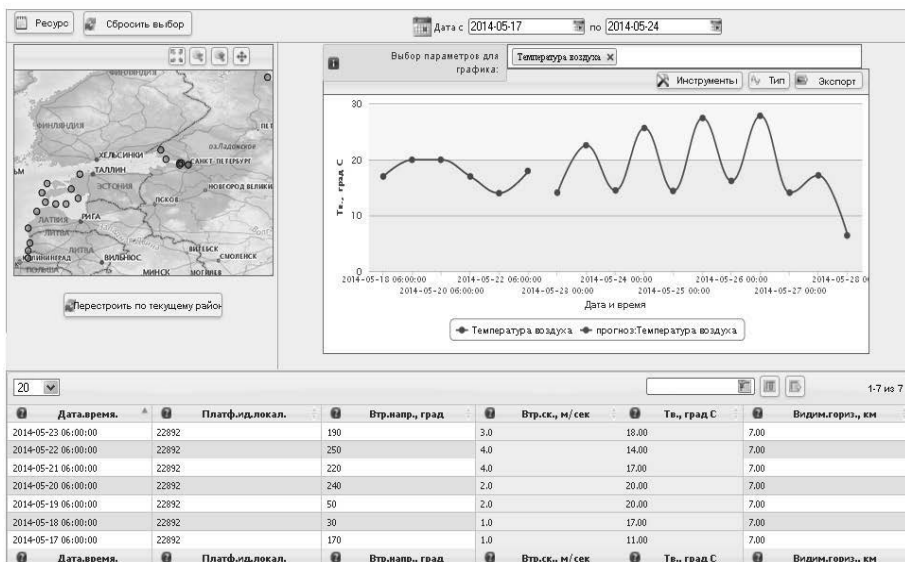 Ресурс
Сбросить выбор
Дата с 2014-05-17 по 2014-05-24
Выбор параметров для графика:
Температура воздуха ✕
Инструменты
Тип
Экспорт
ФИНЛЯНДИЯ
ФИНЛЯНДИЯ
оз.Ладожское
ХЕЛЬСИНКИ
САНКТ-ПЕТЕРБУРГ
ТАЛЛИН
ЭСТОНИЯ
НОВГОРОД ВЕЛИКИ
ПСКОВ
РИГА
ЛАТВИЯ
ЛИТВА
ЛИТВА
ВИТЕБСК
СМОЛЕНСК
КАЛИНИНГРАД
ВИЛЬНЮС
ПОЛЬША
МИНСК
МОГИЛЕВ
Перестроить по текущему район
Тв., град С
30
20
10
0
2014-05-18 06:00:00
2014-05-22 06:00:00
2014-05-24 00:00
2014-05-26 00:00
2014-05-28 0
2014-05-20 06:00:00
2014-05-23 00:00
2014-05-25 00:00
2014-05-27 00:00
Дата и время
Температура воздуха
прогноз:Температура воздуха
20
1-7 из 7
Дата.время. Платф.ид.локал. Втр.напр., град Втр.ск., м/сек Тв., град С Видим.гориз., км
2014-05-23 06:00:00 22892 190 3.0 18.00 7.00
2014-05-22 06:00:00 22892 250 4.0 14.00 7.00
2014-05-21 06:00:00 22892 220 4.0 17.00 7.00
2014-05-20 06:00:00 22892 240 2.0 20.00 7.00
2014-05-19 06:00:00 22892 50 2.0 20.00 7.00
2014-05-18 06:00:00 22892 30 1.0 17.00 7.00
2014-05-17 06:00:00 22892 170 1.0 11.00 7.00
Дата.время. Платф.ид.локал. Втр.напр., град Втр.ск., м/сек Тв., град С Видим.гориз., км